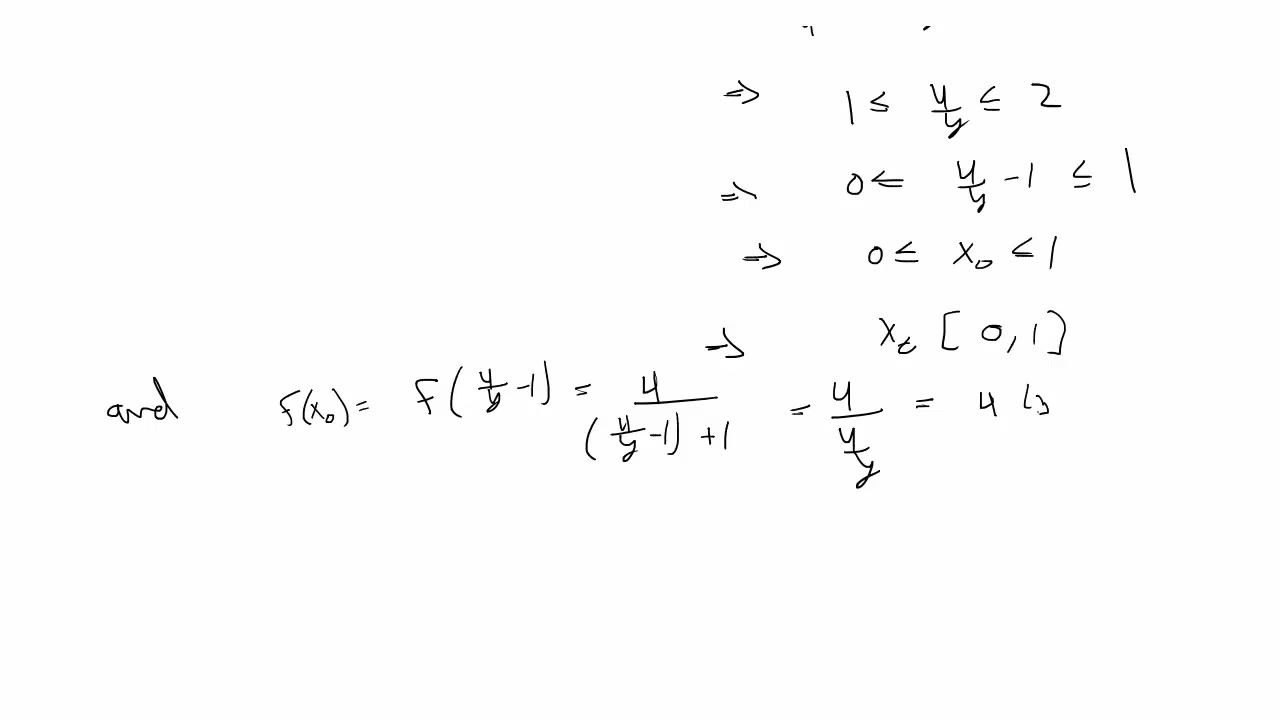 ⇒ 1 ≤ 4/y ≤ 2
⇒ 0 ≤ 4/y - 1 ≤ 1
⇒ 0 ≤ x₀ ≤ 1
⇒ x ∈ [0, 1]
and f(x₀) = f(4/y - 1) = 4/((4/y - 1) + 1) = 4/(4/y) = 4